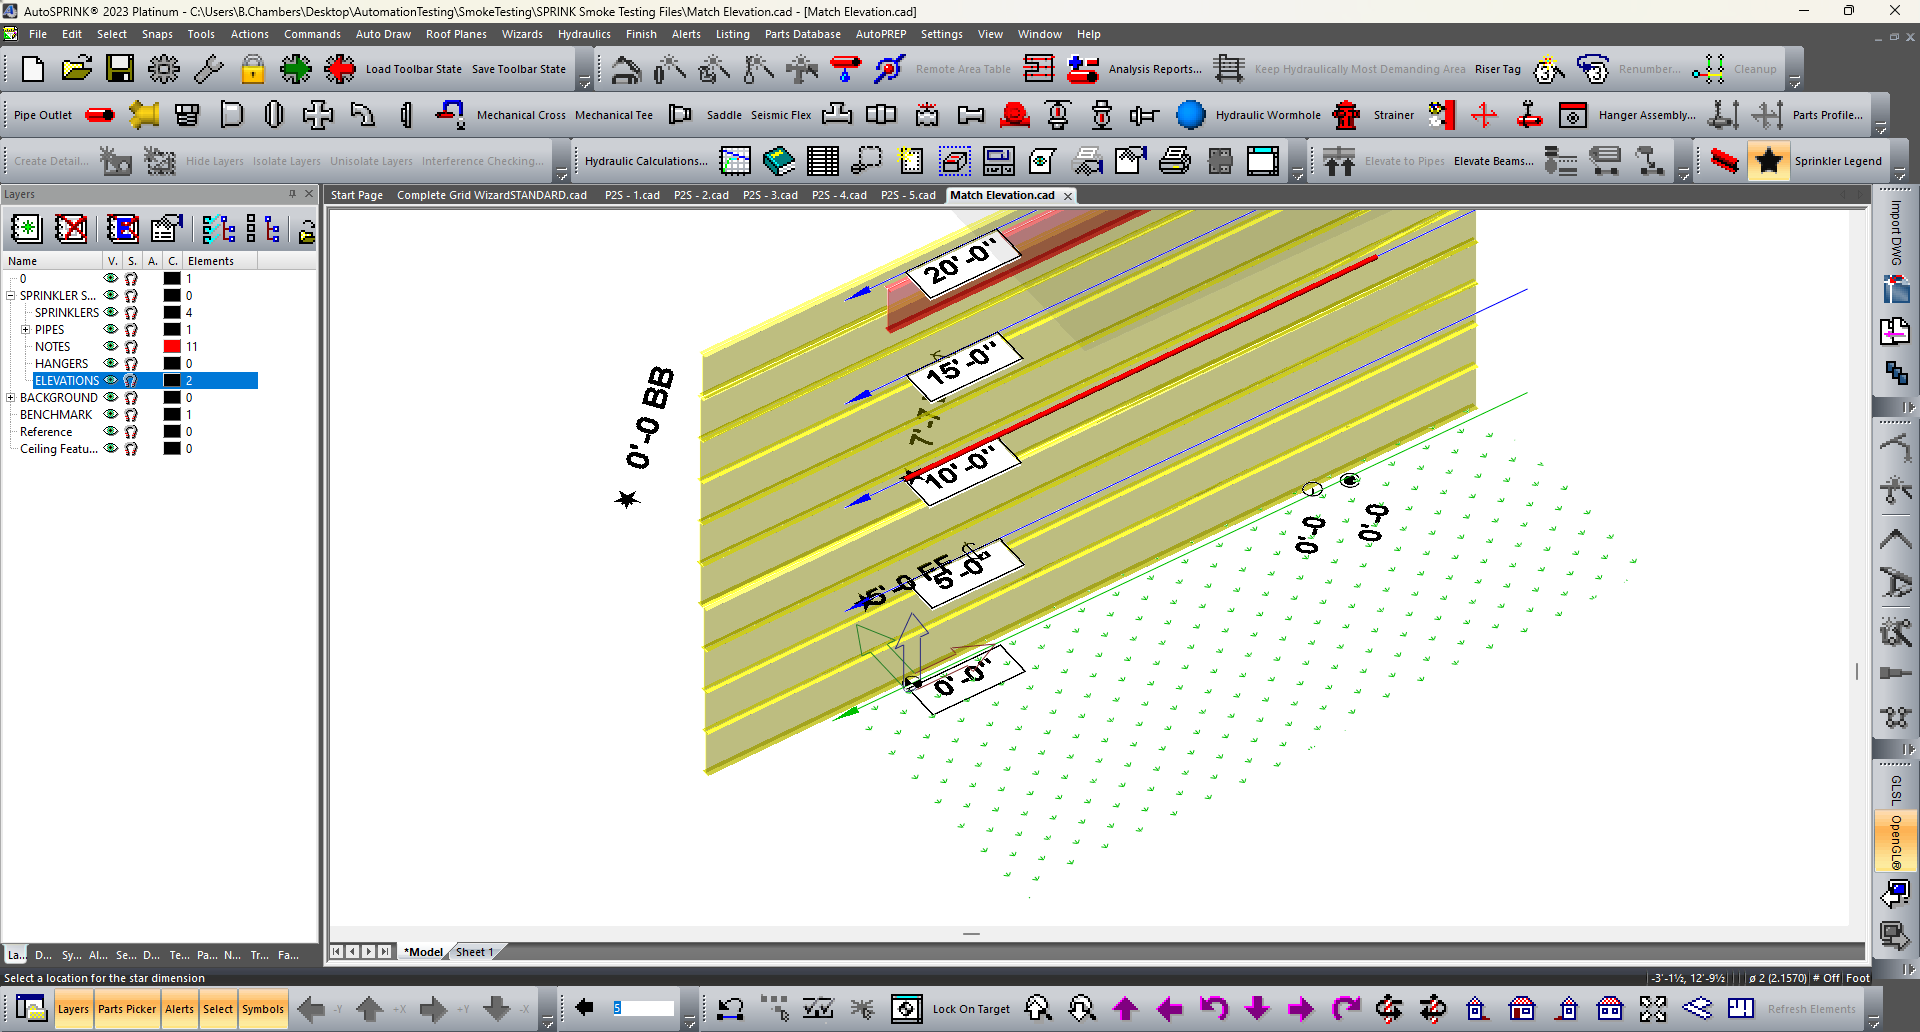 AutoSPRINK® 2023 Platinum - C:\Users\B.Chambers\Desktop\AutomationTesting\SmokeTesting\SPRINK Smoke Testing Files\Match Elevation.cad - [Match Elevation.cad]
File Edit Select Snaps Tools Actions Commands Auto Draw Roof Planes Wizards Hydraulics Finish Alerts Listing Parts Database AutoPREP Settings View Window Help
Load Toolbar State Save Toolbar State Remote Area Table Analysis Reports... Keep Hydraulically Most Demanding Area Riser Tag Renumber... Cleanup
Pipe Outlet Mechanical Cross Mechanical Tee Saddle Seismic Flex Hydraulic Wormhole Strainer Hanger Assembly... Parts Profile...
Create Detail... Hide Layers Isolate Layers Unisolate Layers Interference Checking... Hydraulic Calculations... Elevate to Pipes Elevate Beams... Sprinkler Legend
Layers
Start Page Complete Grid WizardSTANDARD.cad P2S - 1.cad P2S - 2.cad P2S - 3.cad P2S - 4.cad P2S - 5.cad Match Elevation.cad
Name V. S. A. C. Elements
0 1
SPRINKLER S... 0
SPRINKLERS 4
PIPES 1
NOTES 11
HANGERS 0
ELEVATIONS 2
BACKGROUND 0
BENCHMARK 1
Reference 0
Ceiling Featu... 0
20'-0"
15'-0"
0'-0 BB
10'-0"
5'-0"
0'-0"
0'-0
0'-0
Import DWG
GLSL
OpenGL®
La... D... Sy... Al... Se... D... Te... Pa... N... Tr... Fa...
*Model Sheet 1
Select a location for the star dimension
-3'-1½, 12'-9½ ø 2 (2.1570) # Off Foot
Layers Parts Picker Alerts Select Symbols -Y +X +Y -X 5 Lock On Target Refresh Elements